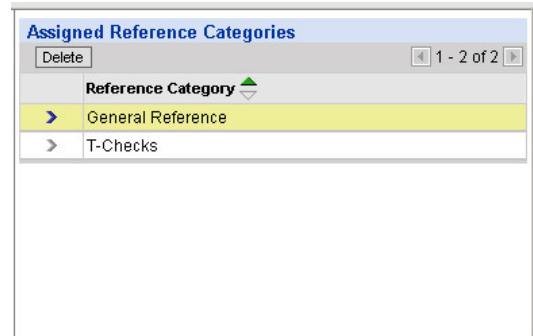 Assigned Reference Categories
Delete 1 - 2 of 2
Reference Category
General Reference
T-Checks